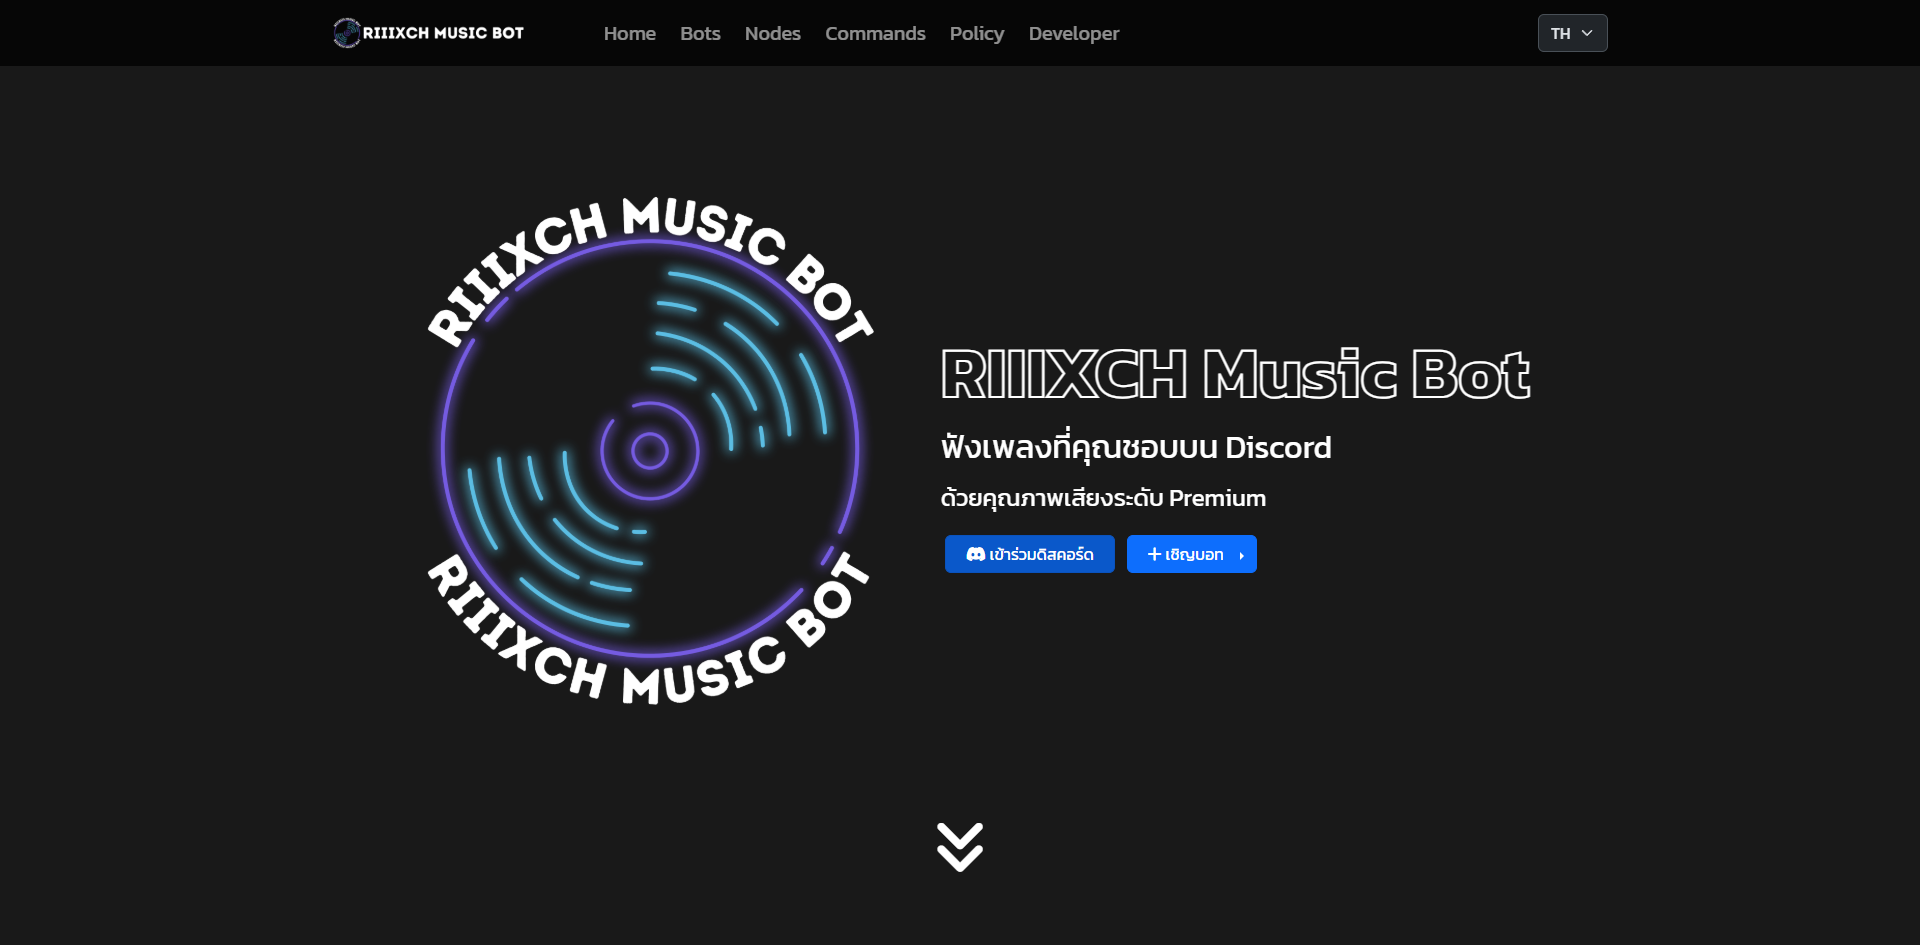 RIIIXCH MUSIC BOT
Home
Bots
Nodes
Commands
Policy
Developer
TH
RIIIXCH MUSIC BOT
RIIIXCH MUSIC BOT
RIIIXCH Music Bot
ฟังเพลงที่คุณชอบบน Discord
ด้วยคุณภาพเสียงระดับ Premium
เข้าร่วมดิสคอร์ด
เชิญบอท